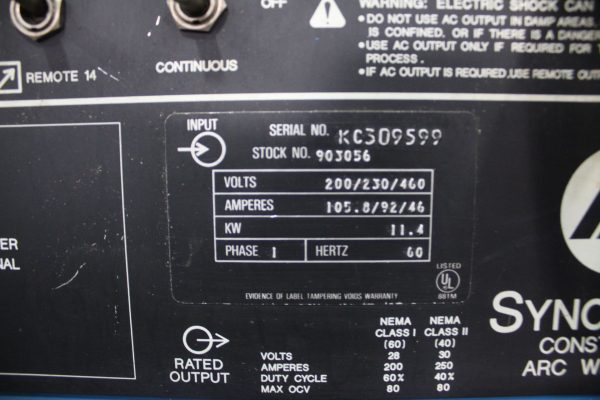 OFF
WARNING: ELECTRIC SHOCK CAN
• DO NOT USE AC OUTPUT IN DAMP AREAS
IS CONFINED, OR IF THERE IS A
• USE AC OUTPUT ONLY IF REQUIRED FOR
PROCESS.
• IF AC OUTPUT IS REQUIRED, USE REMOTE OUT
REMOTE 14
CONTINUOUS
INPUT
SERIAL NO. KC309599
STOCK NO. 903056
VOLTS 200/230/460
AMPERES 105.8/92/46
KW 11.4
PHASE 1 HERTZ 60
LISTED
UL
881M
EVIDENCE OF LABEL TAMPERING VOIDS WARRANTY
RATED
OUTPUT
NEMA NEMA
CLASS I CLASS II
(60) (40)
VOLTS 28 30
AMPERES 200 250
DUTY CYCLE 60% 40%
MAX OCV 80 80
SYNC
CONST
ARC W